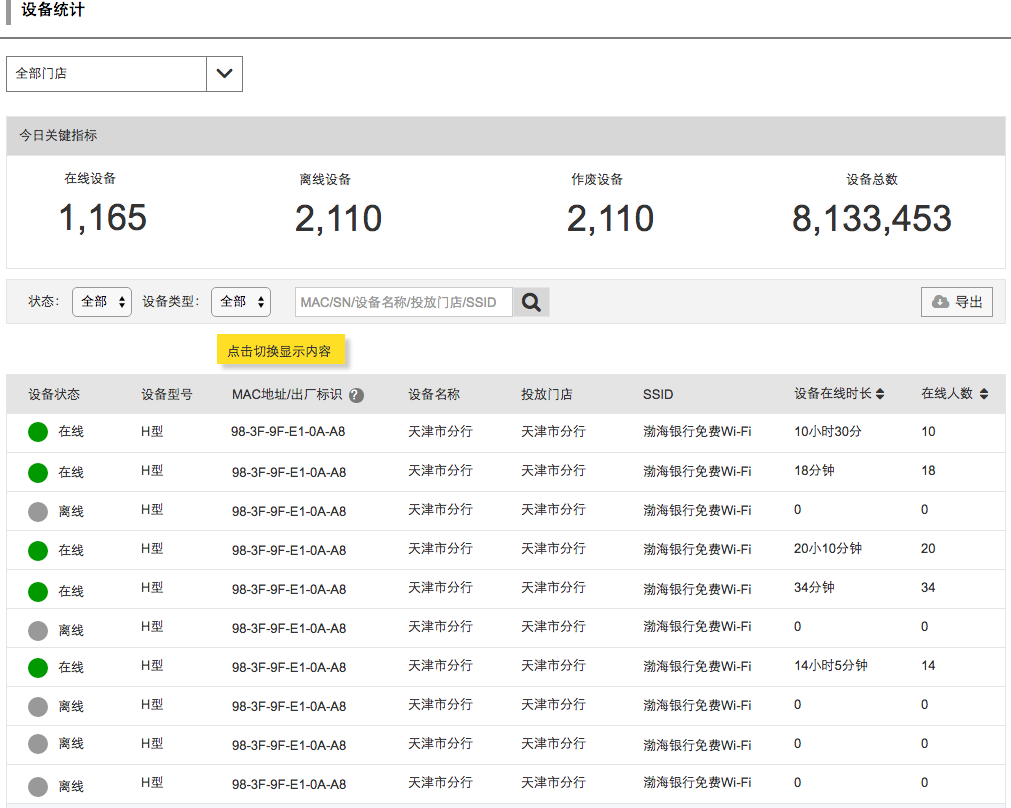 设备统计
全部门店
今日关键指标
在线设备 离线设备 作废设备 设备总数
1,165 2,110 2,110 8,133,453
状态: 全部 设备类型: 全部 MAC/SN/设备名称/投放门店/SSID 导出
点击切换显示内容
设备状态 设备型号 MAC地址/出厂标识 ? 设备名称 投放门店 SSID 设备在线时长 在线人数
在线 H型 98-3F-9F-E1-0A-A8 天津市分行 天津市分行 渤海银行免费Wi-Fi 10小时30分 10
在线 H型 98-3F-9F-E1-0A-A8 天津市分行 天津市分行 渤海银行免费Wi-Fi 18分钟 18
离线 H型 98-3F-9F-E1-0A-A8 天津市分行 天津市分行 渤海银行免费Wi-Fi 0 0
在线 H型 98-3F-9F-E1-0A-A8 天津市分行 天津市分行 渤海银行免费Wi-Fi 20小10分钟 20
在线 H型 98-3F-9F-E1-0A-A8 天津市分行 天津市分行 渤海银行免费Wi-Fi 34分钟 34
离线 H型 98-3F-9F-E1-0A-A8 天津市分行 天津市分行 渤海银行免费Wi-Fi 0 0
在线 H型 98-3F-9F-E1-0A-A8 天津市分行 天津市分行 渤海银行免费Wi-Fi 14小时5分钟 14
离线 H型 98-3F-9F-E1-0A-A8 天津市分行 天津市分行 渤海银行免费Wi-Fi 0 0
离线 H型 98-3F-9F-E1-0A-A8 天津市分行 天津市分行 渤海银行免费Wi-Fi 0 0
离线 H型 98-3F-9F-E1-0A-A8 天津市分行 天津市分行 渤海银行免费Wi-Fi 0 0